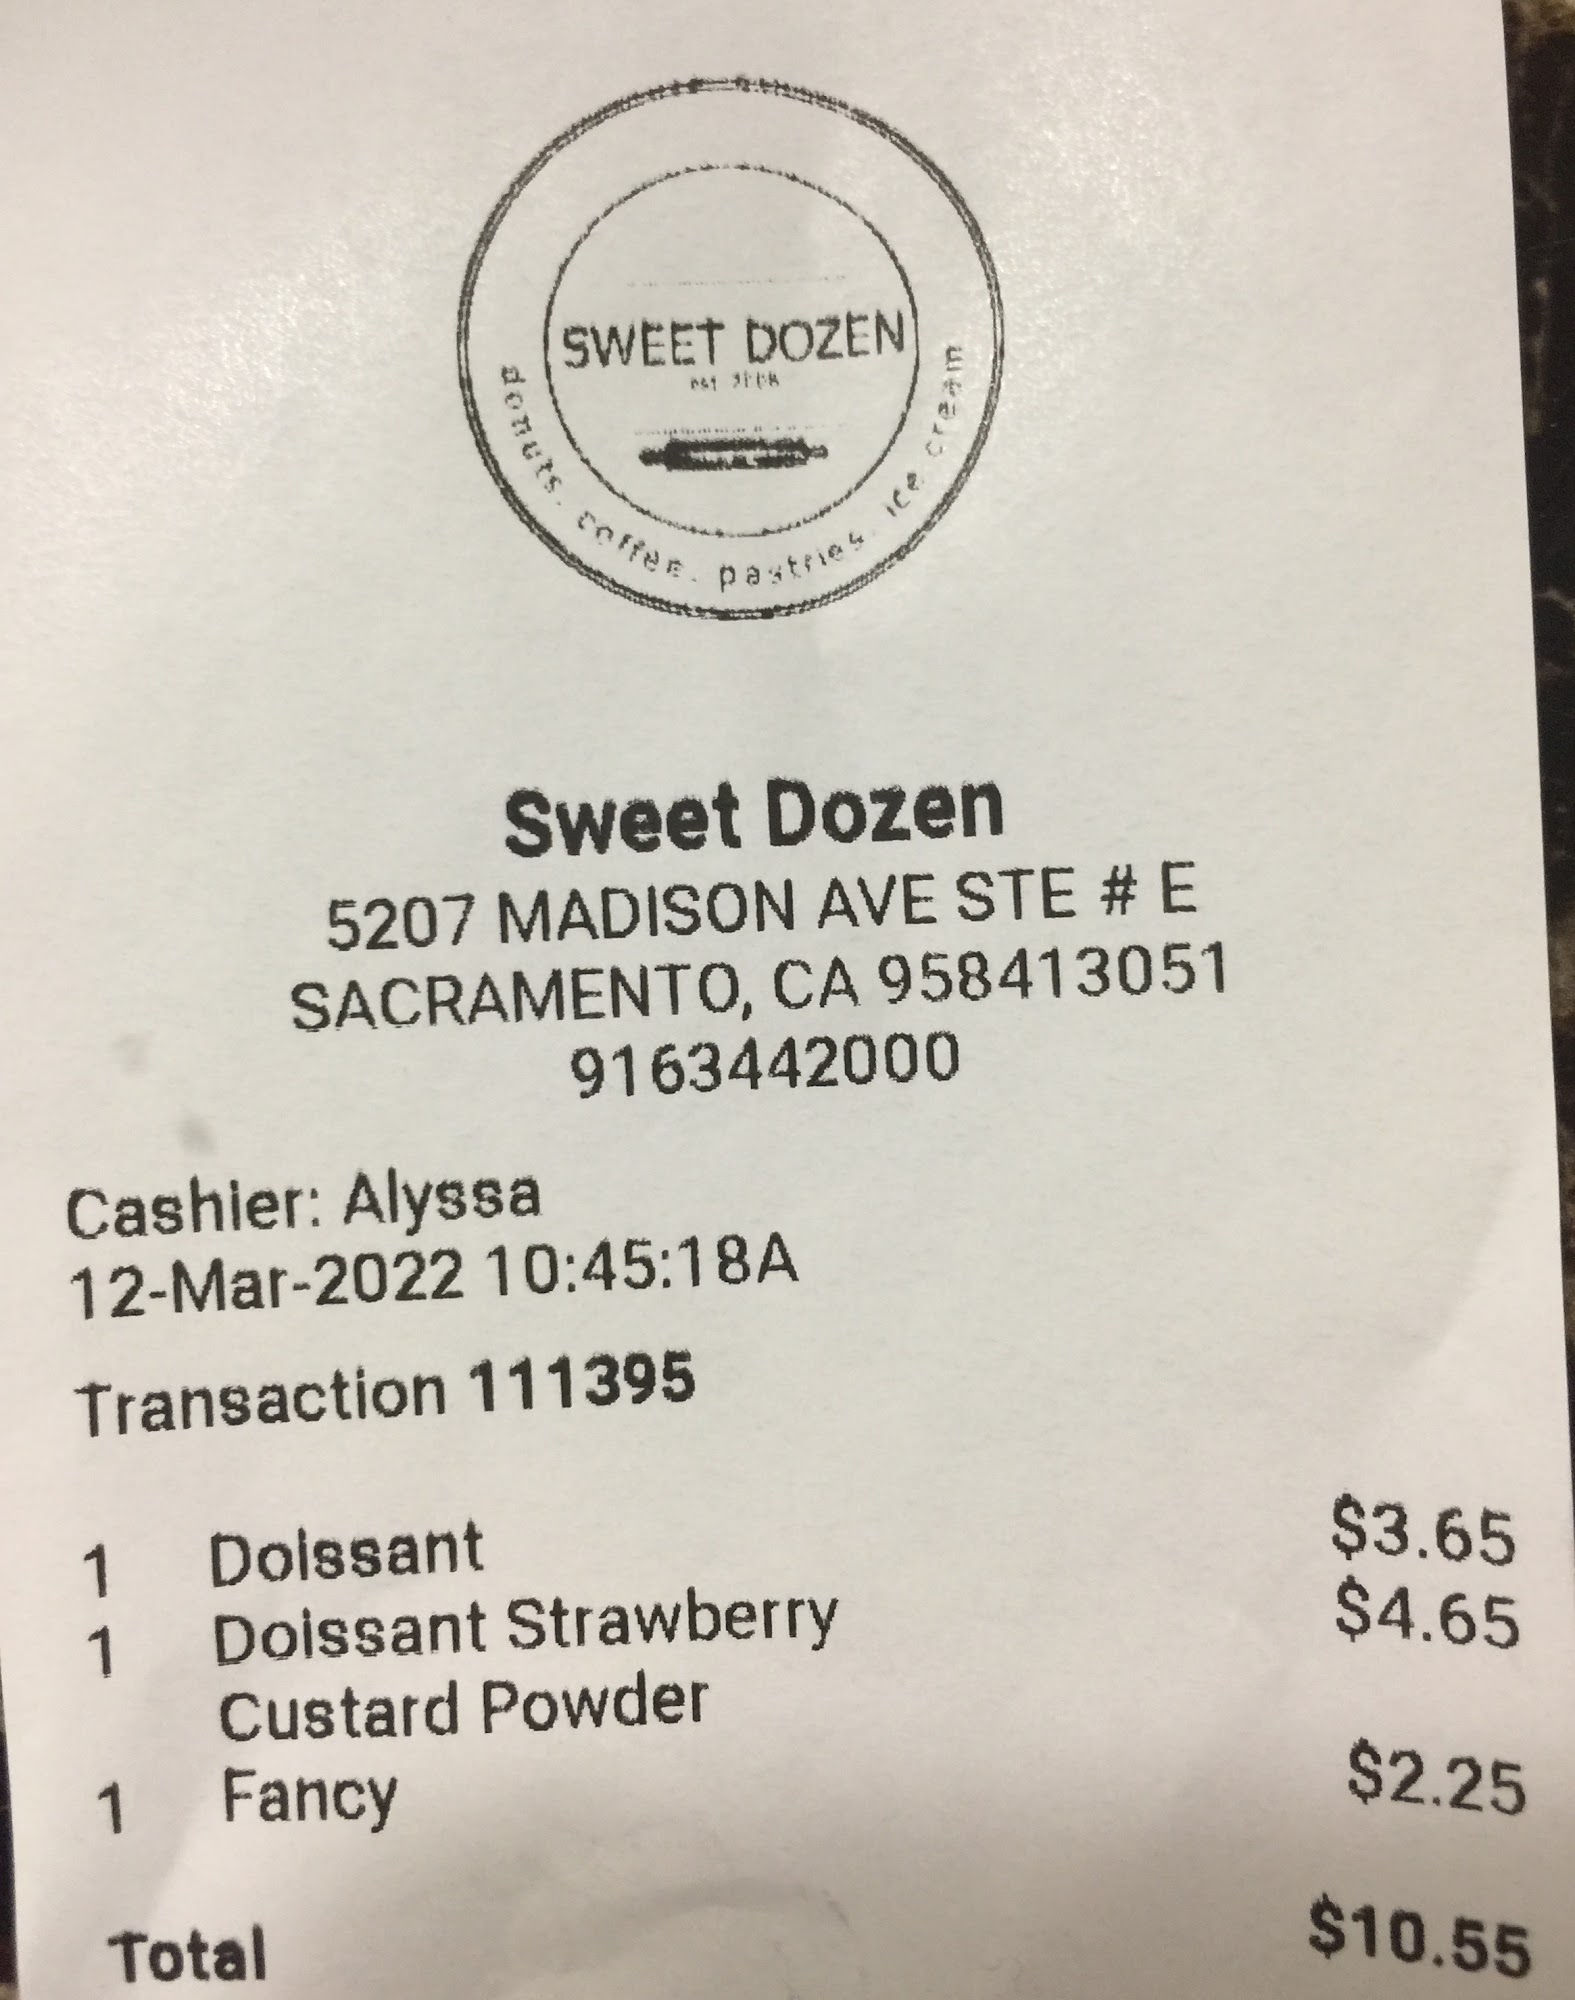 SWEET DOZEN
donuts. coffee. pastries. ice cream
Sweet Dozen
5207 MADISON AVE STE # E
SACRAMENTO, CA 958413051
9163442000
Cashier: Alyssa
12-Mar-2022 10:45:18A
Transaction 111395
1 Doissant $3.65
1 Doissant Strawberry $4.65
Custard Powder
1 Fancy $2.25
Total $10.55